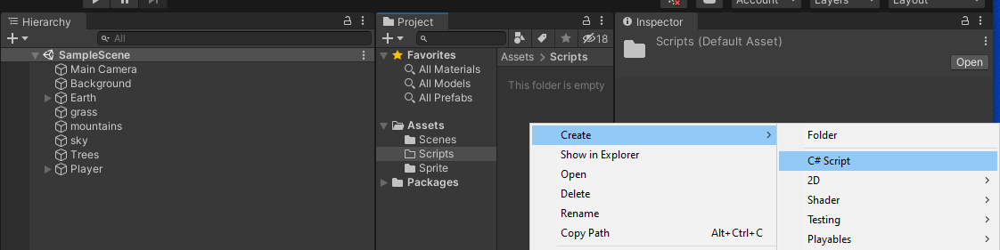 Account
Layers
Layout
Hierarchy
All
SampleScene
Main Camera
Background
Earth
grass
mountains
sky
Trees
Player
Project
18
Favorites
All Materials
All Models
All Prefabs
Assets
Scenes
Scripts
Sprite
Packages
Assets > Scripts
This folder is empty
Inspector
Scripts (Default Asset)
Open
Create
Show in Explorer
Open
Delete
Rename
Copy Path Alt+Ctrl+C
Folder
C# Script
2D
Shader
Testing
Playables